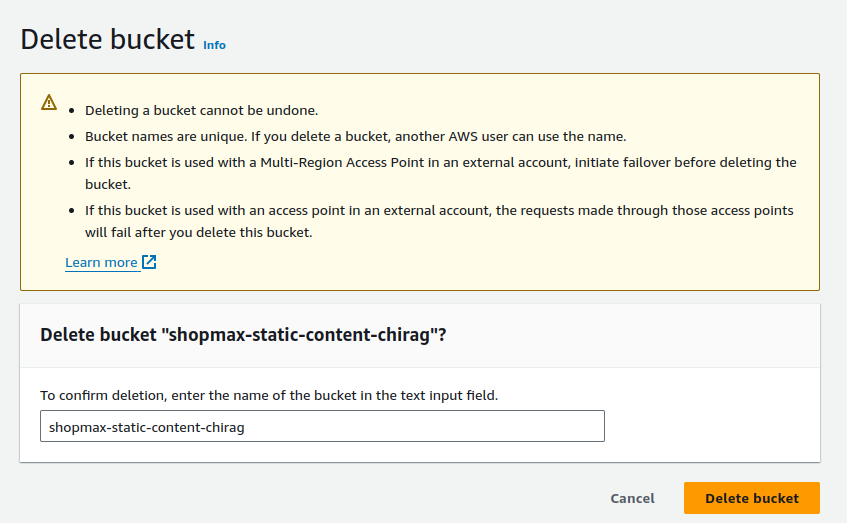 Delete bucket Info
• Deleting a bucket cannot be undone.
• Bucket names are unique. If you delete a bucket, another AWS user can use the name.
• If this bucket is used with a Multi-Region Access Point in an external account, initiate failover before deleting the
bucket.
• If this bucket is used with an access point in an external account, the requests made through those access points
will fail after you delete this bucket.
Learn more
Delete bucket "shopmax-static-content-chirag"?
To confirm deletion, enter the name of the bucket in the text input field.
shopmax-static-content-chirag
Cancel Delete bucket